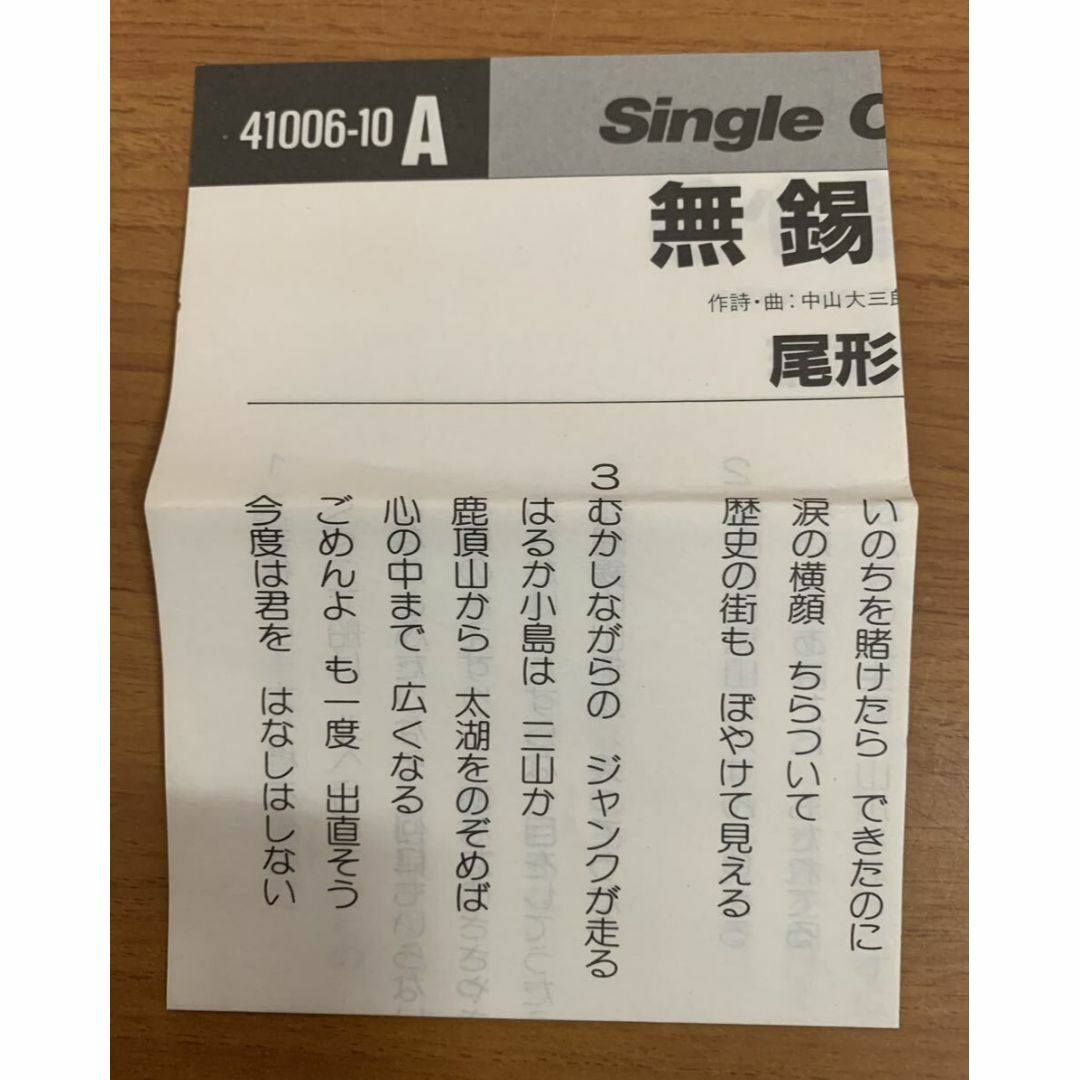 41006-10 A
Single C
無錫
作詩・曲：中山大三郎
尾形
いのちを賭けたら できたのに
涙の横顔 ちらついて
歴史の街も ぼやけて見える
3 むかしながらの ジャンクが走る
はるか小島は 三山か
鹿頂山から 太湖をのぞめば
心の中まで 広くなる
ごめんよ も一度 出直そう
今度は君を はなしはしない